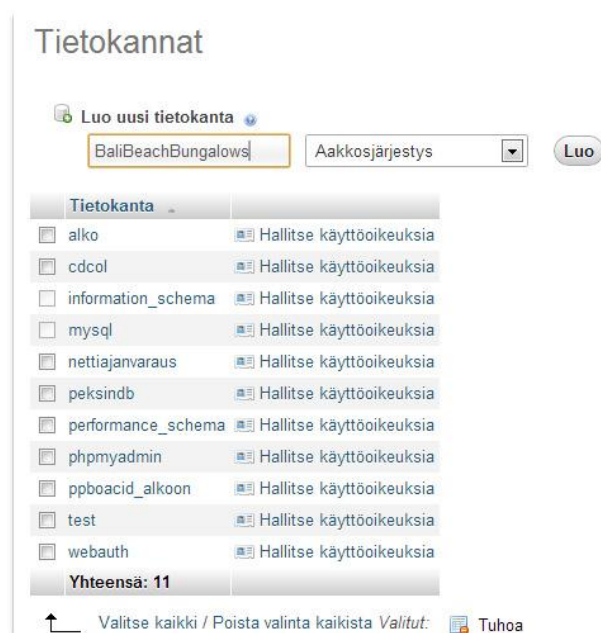 Tietokannat
Luo uusi tietokanta
BaliBeachBungalows Aakkosjärjestys Luo
Tietokanta
alko Hallitse käyttöoikeuksia
cdcol Hallitse käyttöoikeuksia
information_schema Hallitse käyttöoikeuksia
mysql Hallitse käyttöoikeuksia
nettiajanvaraus Hallitse käyttöoikeuksia
peksindb Hallitse käyttöoikeuksia
performance_schema Hallitse käyttöoikeuksia
phpmyadmin Hallitse käyttöoikeuksia
ppboacid_alkoon Hallitse käyttöoikeuksia
test Hallitse käyttöoikeuksia
webauth Hallitse käyttöoikeuksia
Yhteensä: 11
Valitse kaikki / Poista valinta kaikista Valitut: Tuhoa